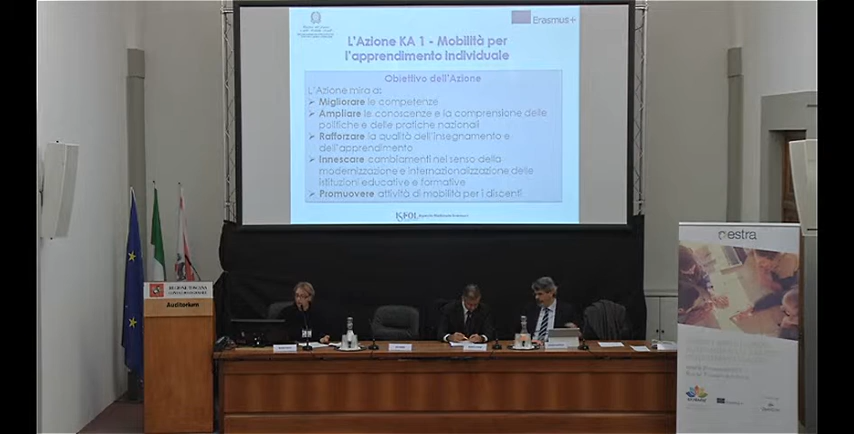 Erasmus+
L'Azione KA 1 - Mobilità per
l'apprendimento individuale
Obiettivo dell'Azione
L'Azione mira a:
➢ Migliorare le competenze
➢ Ampliare le conoscenze e la comprensione delle
politiche e delle pratiche nazionali
➢ Rafforzare la qualità dell'insegnamento e
dell'apprendimento
➢ Innescare cambiamenti nel senso della
modernizzazione e internazionalizzazione delle
istituzioni educative e formative
➢ Promuovere attività di mobilità per i discenti
ISFOL
estra
REGIONE TOSCANA
Auditorium